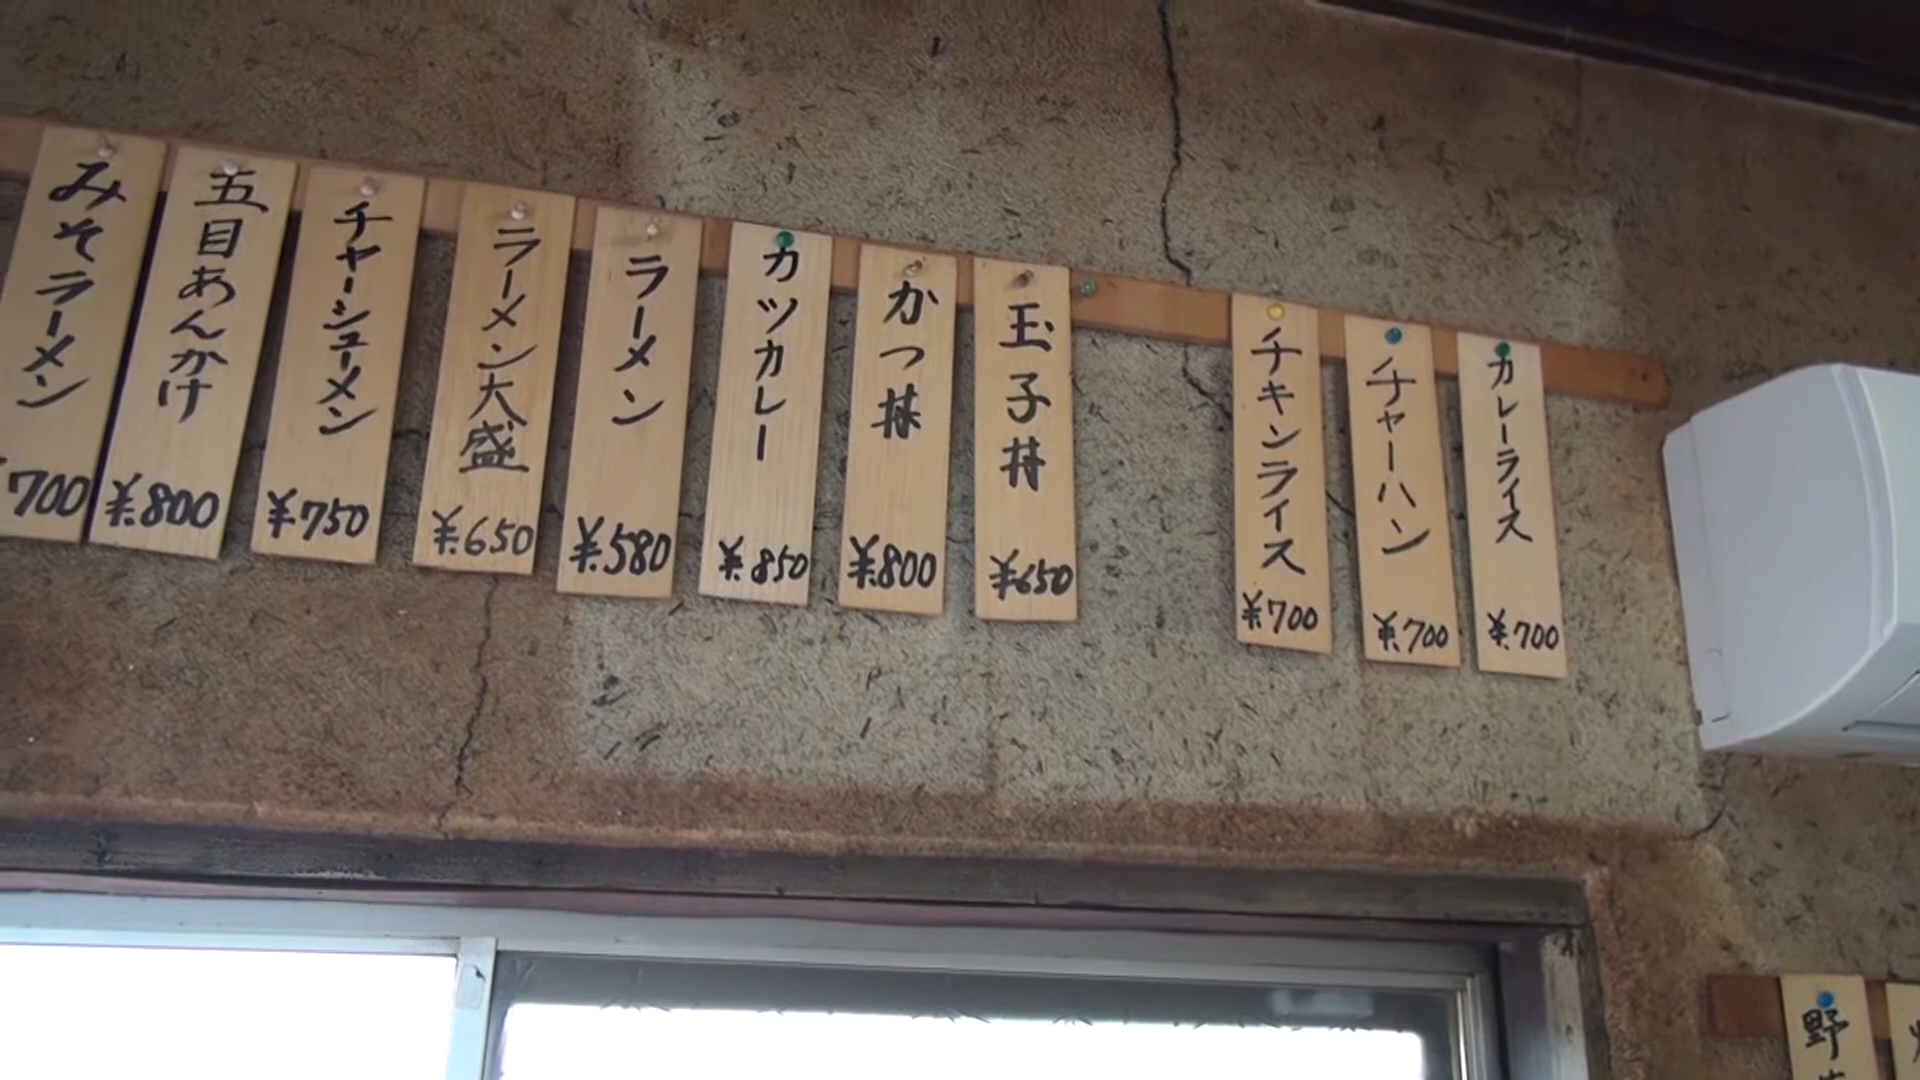 カレーライス
¥700
チャーハン
¥700
チキンライス
¥700
玉子丼
¥650
かつ丼
¥800
カツカレー
¥850
ラーメン
¥580
ラーメン大盛
¥650
チャーシューメン
¥750
五目あんかけ
¥800
みそラーメン
¥700
野